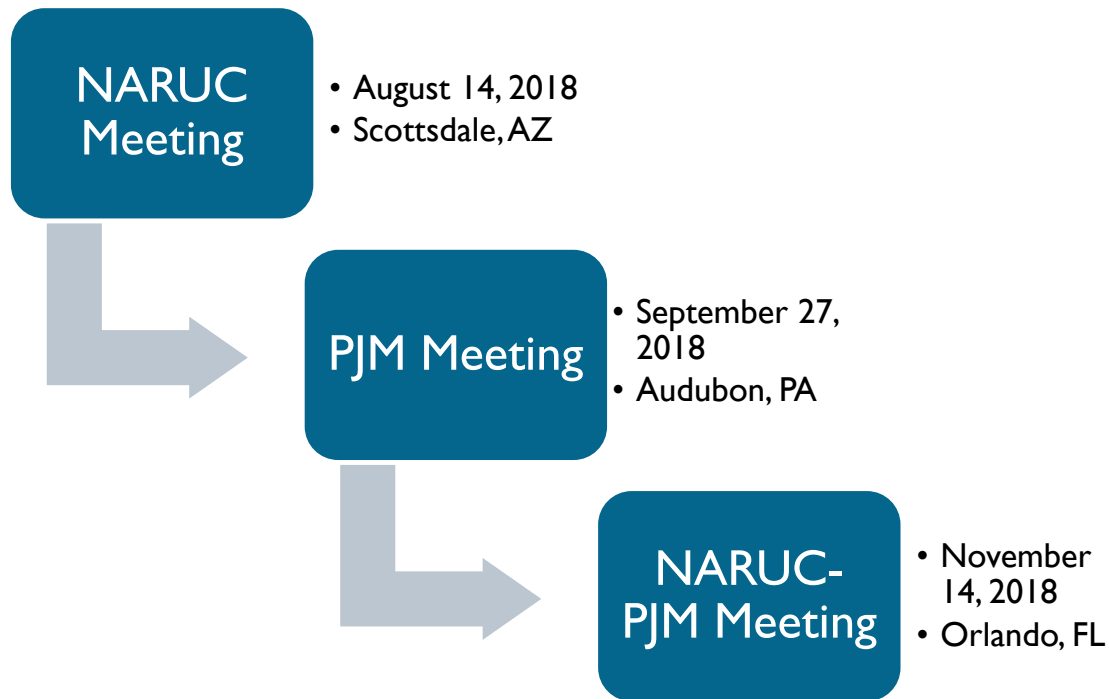 NARUC
Meeting
• August 14, 2018
• Scottsdale, AZ
PJM Meeting
• September 27,
2018
• Audubon, PA
NARUC-
PJM Meeting
• November
14, 2018
• Orlando, FL